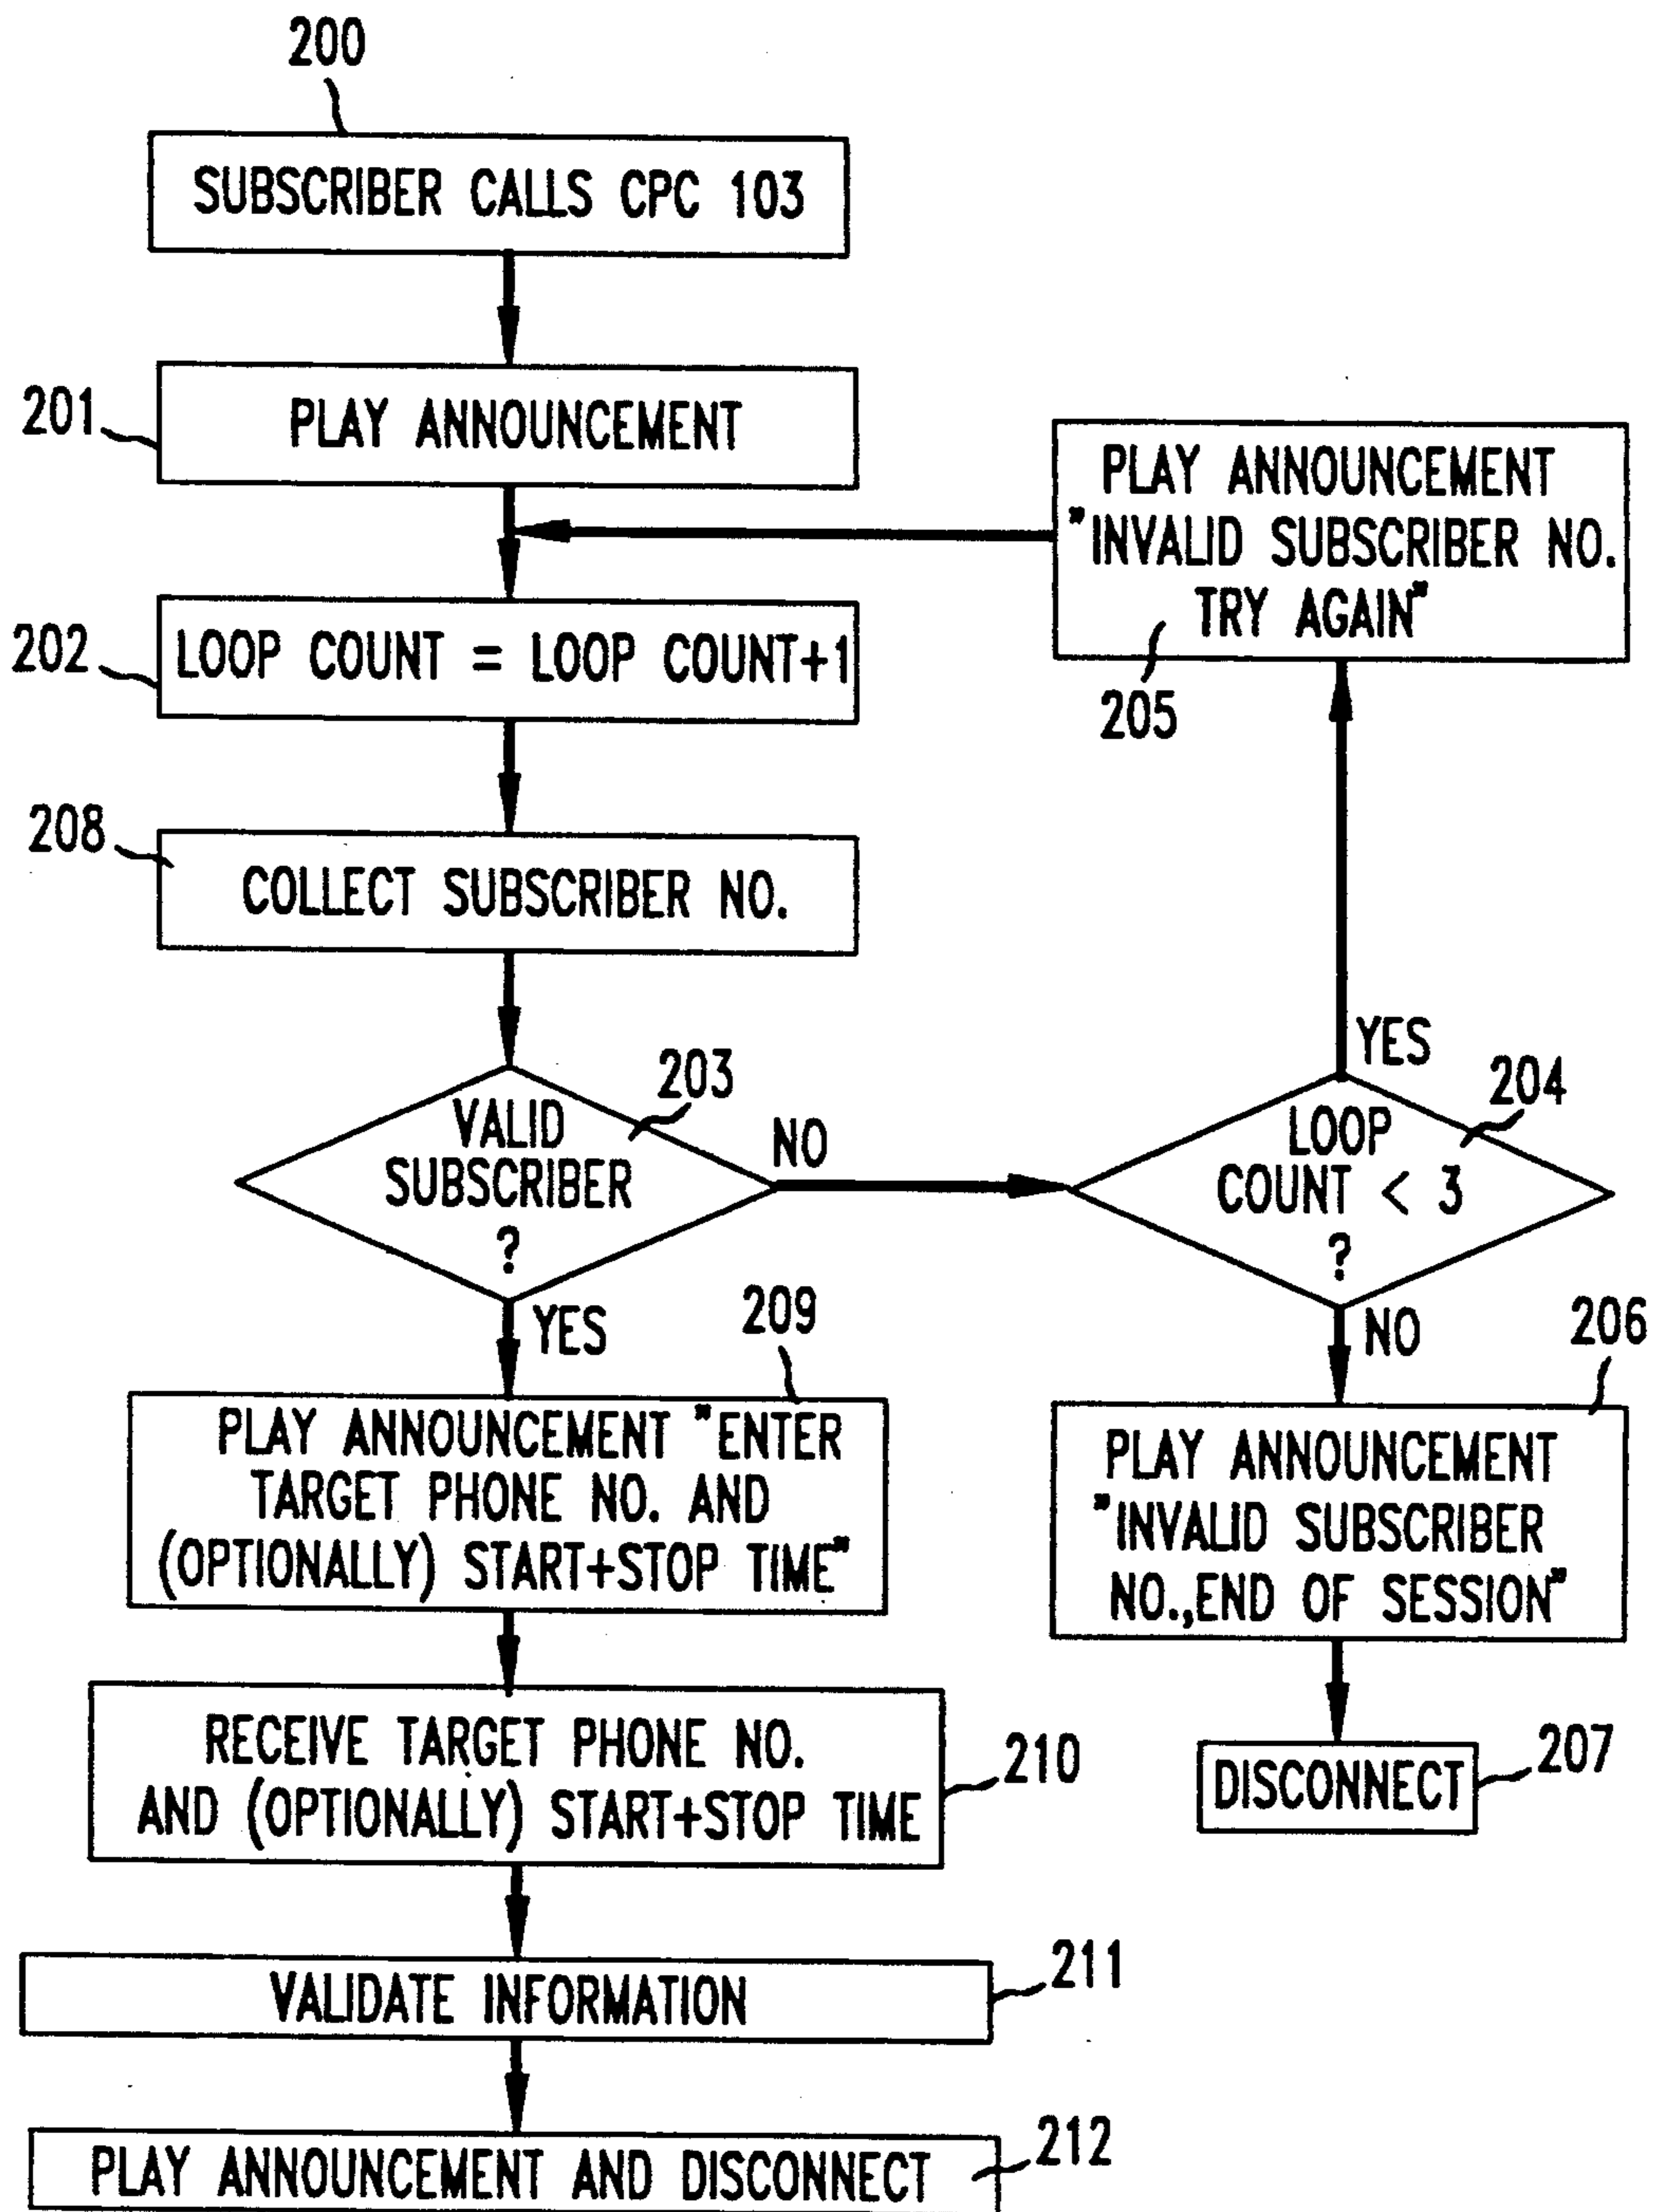 200
SUBSCRIBER CALLS CPC 103
201
PLAY ANNOUNCEMENT
PLAY ANNOUNCEMENT
"INVALID SUBSCRIBER NO.
TRY AGAIN"
205
202
LOOP COUNT = LOOP COUNT+1
208
COLLECT SUBSCRIBER NO.
203
VALID
SUBSCRIBER
?
NO
YES
204
LOOP
COUNT < 3
?
YES
NO
209
PLAY ANNOUNCEMENT "ENTER
TARGET PHONE NO. AND
(OPTIONALLY) START+STOP TIME"
206
PLAY ANNOUNCEMENT
"INVALID SUBSCRIBER
NO.,END OF SESSION"
RECEIVE TARGET PHONE NO.
AND (OPTIONALLY) START+STOP TIME
210
DISCONNECT
207
VALIDATE INFORMATION
211
PLAY ANNOUNCEMENT AND DISCONNECT
212